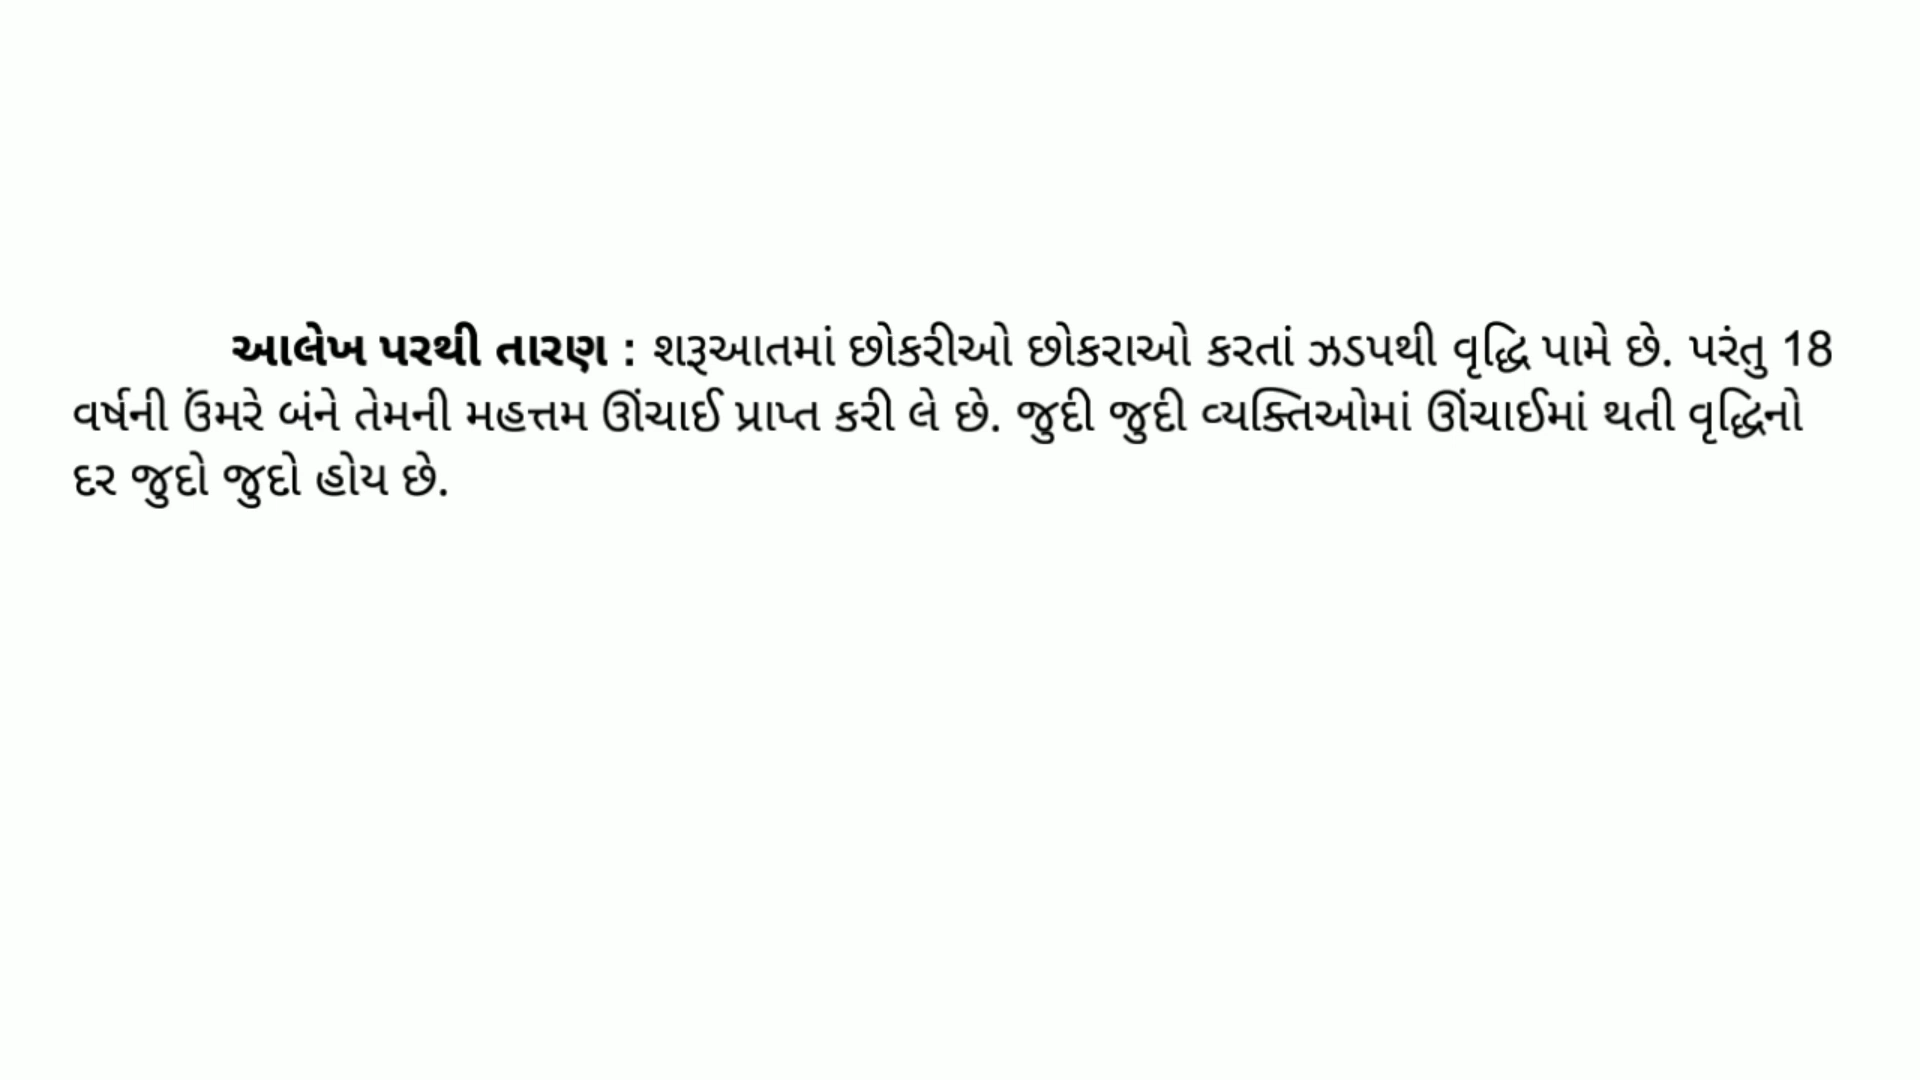 આલેખ પરથી તારણ : શરૂઆતમાં છોકરીઓ છોકરાઓ કરતાં ઝડપથી વૃદ્ધિ પામે છે. પરંતુ 18
વર્ષની ઉંમરે બંને તેમની મહત્તમ ઊંચાઈ પ્રાપ્ત કરી લે છે. જુદી જુદી વ્યક્તિઓમાં ઊંચાઈમાં થતી વૃદ્ધિનો
દર જુદો જુદો હોય છે.